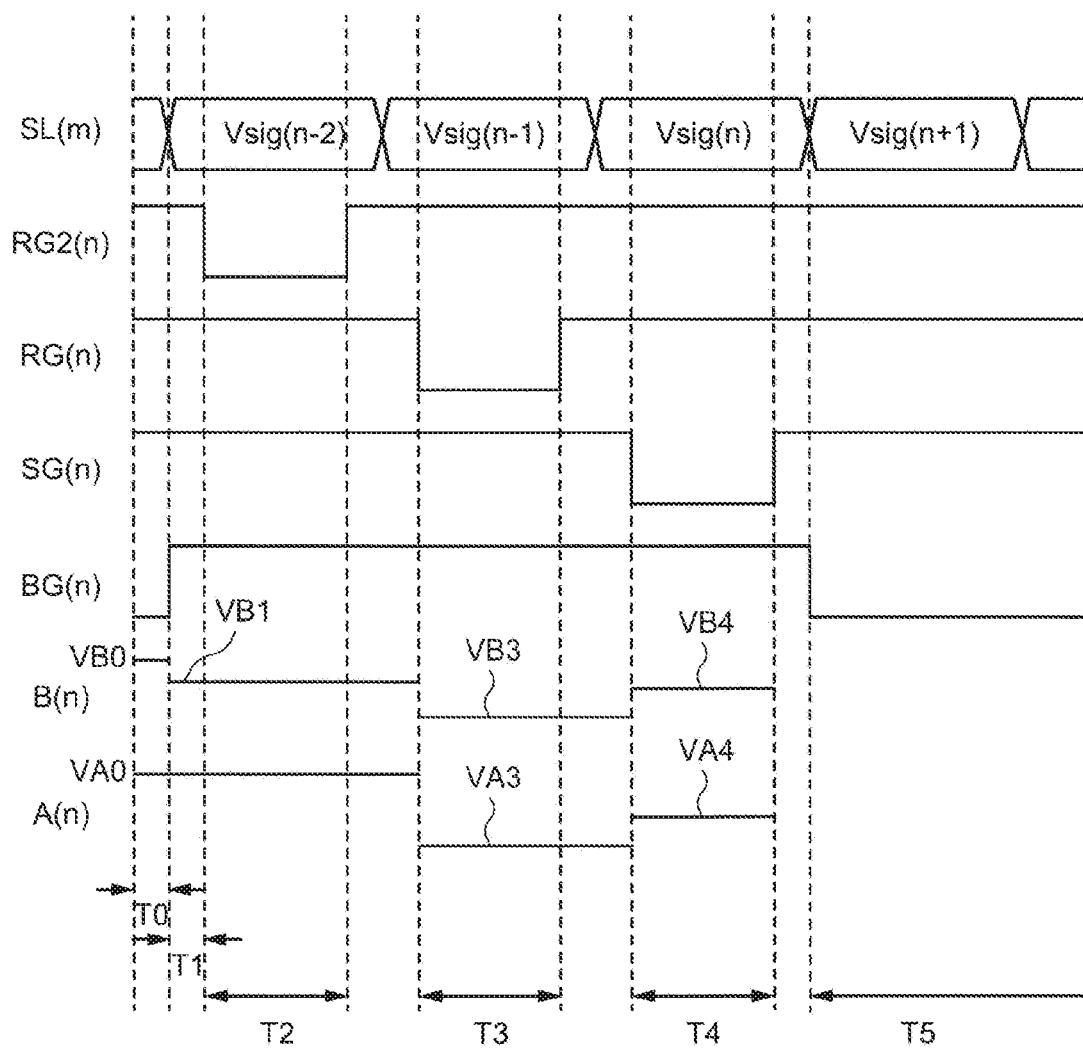 SL(m) Vsig(n-2) Vsig(n-1) Vsig(n) Vsig(n+1)
RG2(n)
RG(n)
SG(n)
BG(n)
VB1
VB0 VB3 VB4
B(n)
VA0 VA3 VA4
A(n)
T0
T1
T2 T3 T4 T5